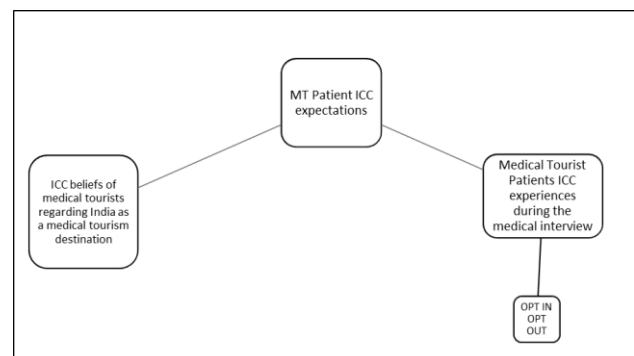 MT Patient ICC
expectations
ICC beliefs of
medical tourists
regarding India as
a medical tourism
destination
Medical Tourist
Patients ICC
experiences
during the
medical interview
OPT IN
OPT
OUT